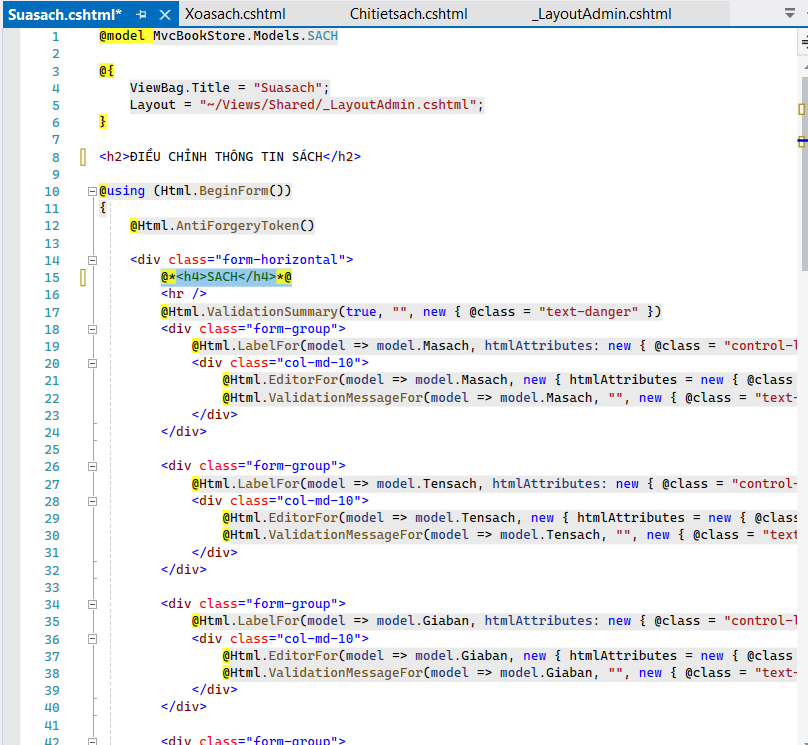 Suasach.cshtml* Xoasach.cshtml Chitietsach.cshtml _LayoutAdmin.cshtml
1 @model MvcBookStore.Models.SACH
2
3 @{
4 ViewBag.Title = "Suasach";
5 Layout = "~/Views/Shared/_LayoutAdmin.cshtml";
6 }
7
8 <h2>ĐIỀU CHỈNH THÔNG TIN SÁCH</h2>
9
10 @using (Html.BeginForm())
11 {
12 @Html.AntiForgeryToken()
13
14 <div class="form-horizontal">
15 @*<h4>SACH</h4>*@
16 <hr />
17 @Html.ValidationSummary(true, "", new { @class = "text-danger" })
18 <div class="form-group">
19 @Html.LabelFor(model => model.Masach, htmlAttributes: new { @class = "control-l
20 <div class="col-md-10">
21 @Html.EditorFor(model => model.Masach, new { htmlAttributes = new { @class
22 @Html.ValidationMessageFor(model => model.Masach, "", new { @class = "text-
23 </div>
24 </div>
25
26 <div class="form-group">
27 @Html.LabelFor(model => model.Tensach, htmlAttributes: new { @class = "control-
28 <div class="col-md-10">
29 @Html.EditorFor(model => model.Tensach, new { htmlAttributes = new { @class
30 @Html.ValidationMessageFor(model => model.Tensach, "", new { @class = "text
31 </div>
32 </div>
33
34 <div class="form-group">
35 @Html.LabelFor(model => model.Giaban, htmlAttributes: new { @class = "control-l
36 <div class="col-md-10">
37 @Html.EditorFor(model => model.Giaban, new { htmlAttributes = new { @class
38 @Html.ValidationMessageFor(model => model.Giaban, "", new { @class = "text-
39 </div>
40 </div>
41
42 <div class="form-group">